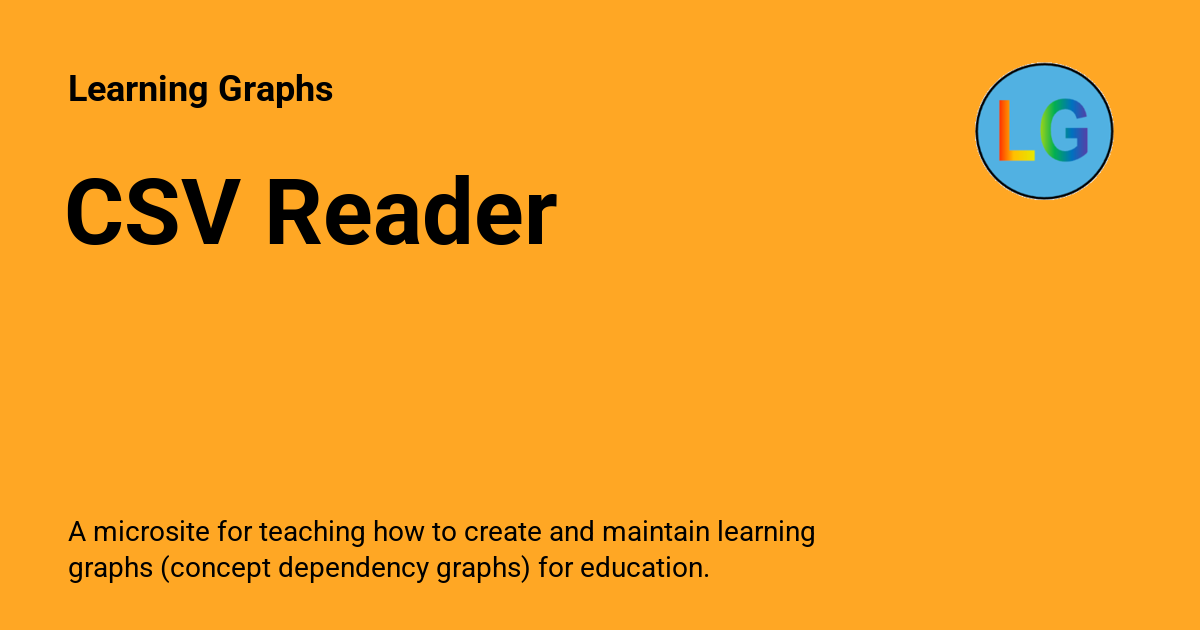 Learning Graphs
LG
CSV Reader
A microsite for teaching how to create and maintain learning
graphs (concept dependency graphs) for education.